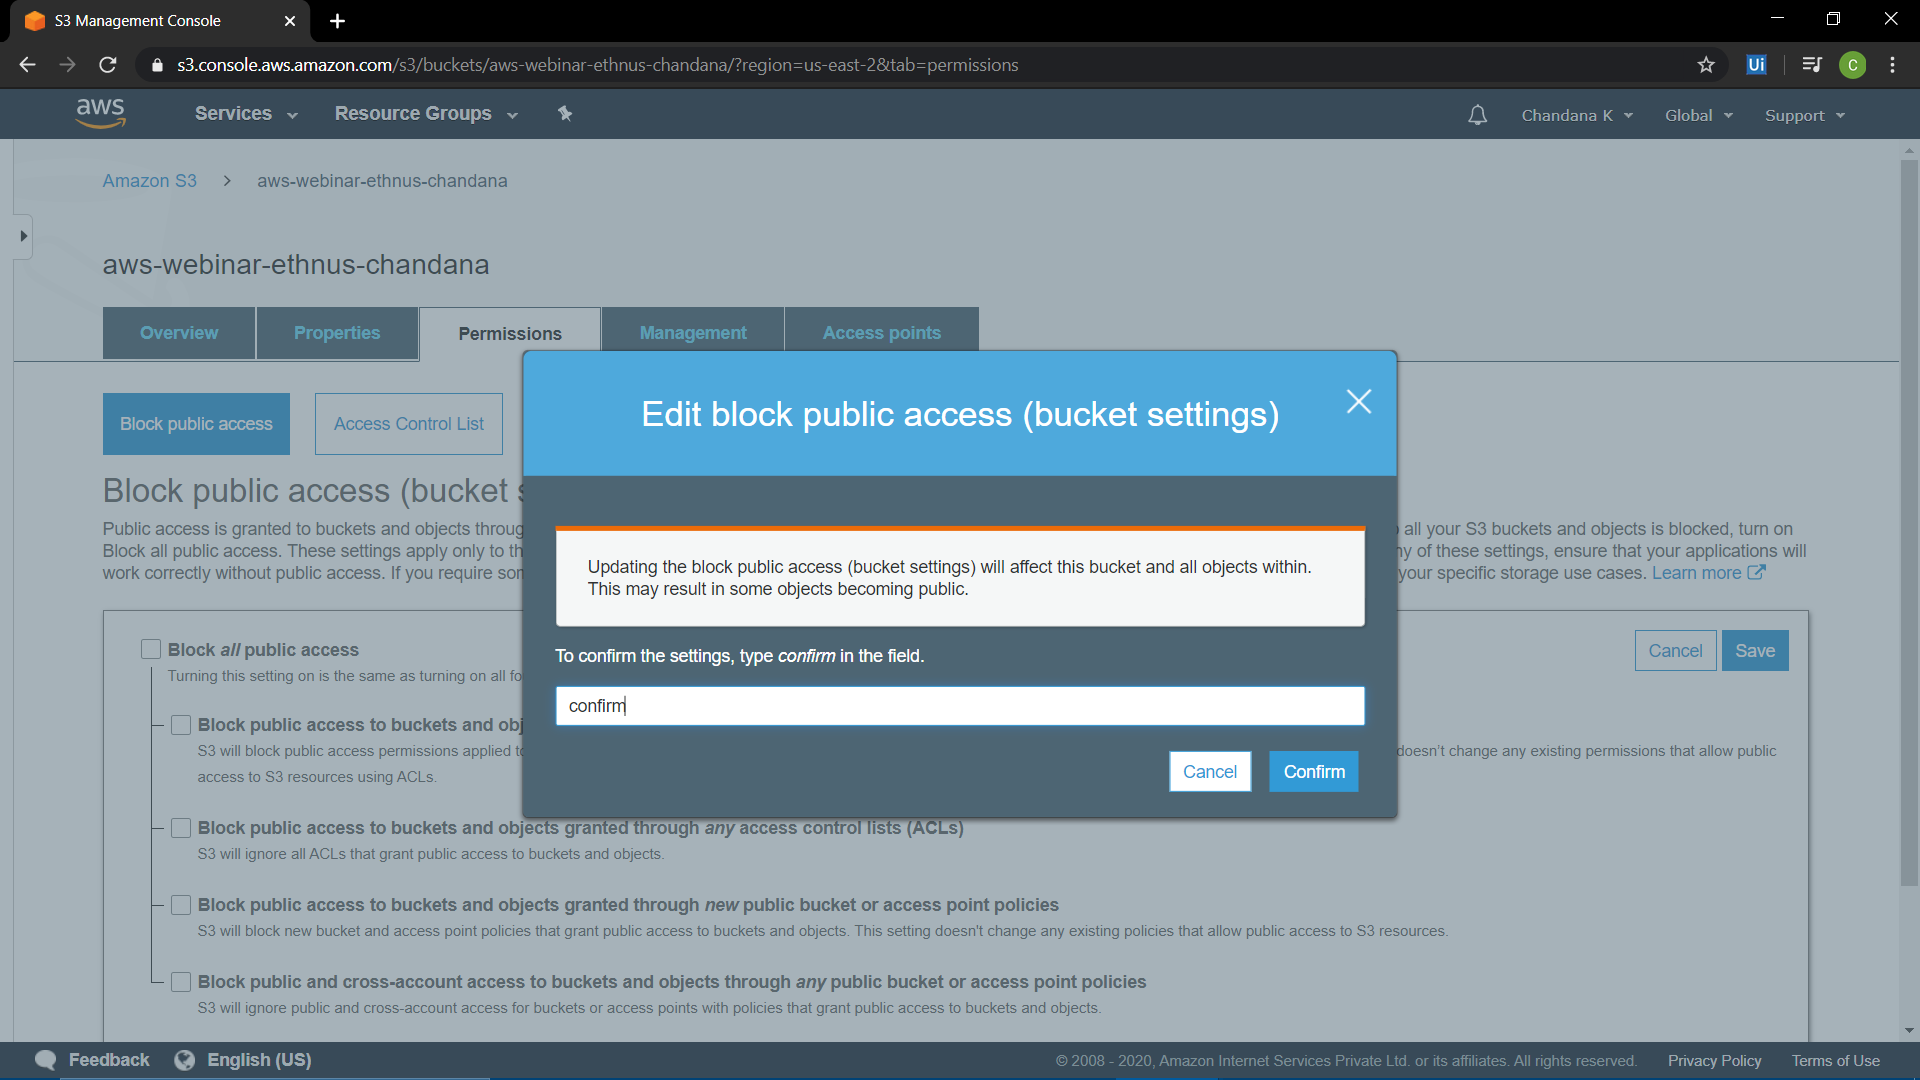 S3 Management Console
s3.console.aws.amazon.com/s3/buckets/aws-webinar-ethnus-chandana/?region=us-east-2&tab=permissions
Ui
C
aws
Services
Resource Groups
Chandana K
Global
Support
Amazon S3 > aws-webinar-ethnus-chandana
aws-webinar-ethnus-chandana
Overview
Properties
Permissions
Management
Access points
Block public access
Access Control List
Edit block public access (bucket settings)
Block public access (bucket
Public access is granted to buckets and objects
all your S3 buckets and objects is blocked, turn on
Block all public access. These settings apply only to
of these settings, ensure that your applications will
work correctly without public access. If you require
your specific storage use cases. Learn more
Updating the block public access (bucket settings) will affect this bucket and all objects within.
This may result in some objects becoming public.
To confirm the settings, type confirm in the field.
confirm
Cancel
Confirm
Block all public access
Turning this setting on is the same as turning on all
Cancel
Save
Block public access to buckets and
S3 will block public access permissions applied
doesn't change any existing permissions that allow public
access to S3 resources using ACLs.
Block public access to buckets and objects granted through any access control lists (ACLs)
S3 will ignore all ACLs that grant public access to buckets and objects.
Block public access to buckets and objects granted through new public bucket or access point policies
S3 will block new bucket and access point policies that grant public access to buckets and objects. This setting doesn't change any existing policies that allow public access to S3 resources.
Block public and cross-account access to buckets and objects through any public bucket or access point policies
S3 will ignore public and cross-account access for buckets or access points with policies that grant public access to buckets and objects.
Feedback
English (US)
© 2008 - 2020, Amazon Internet Services Private Ltd. or its affiliates. All rights reserved.
Privacy Policy
Terms of Use